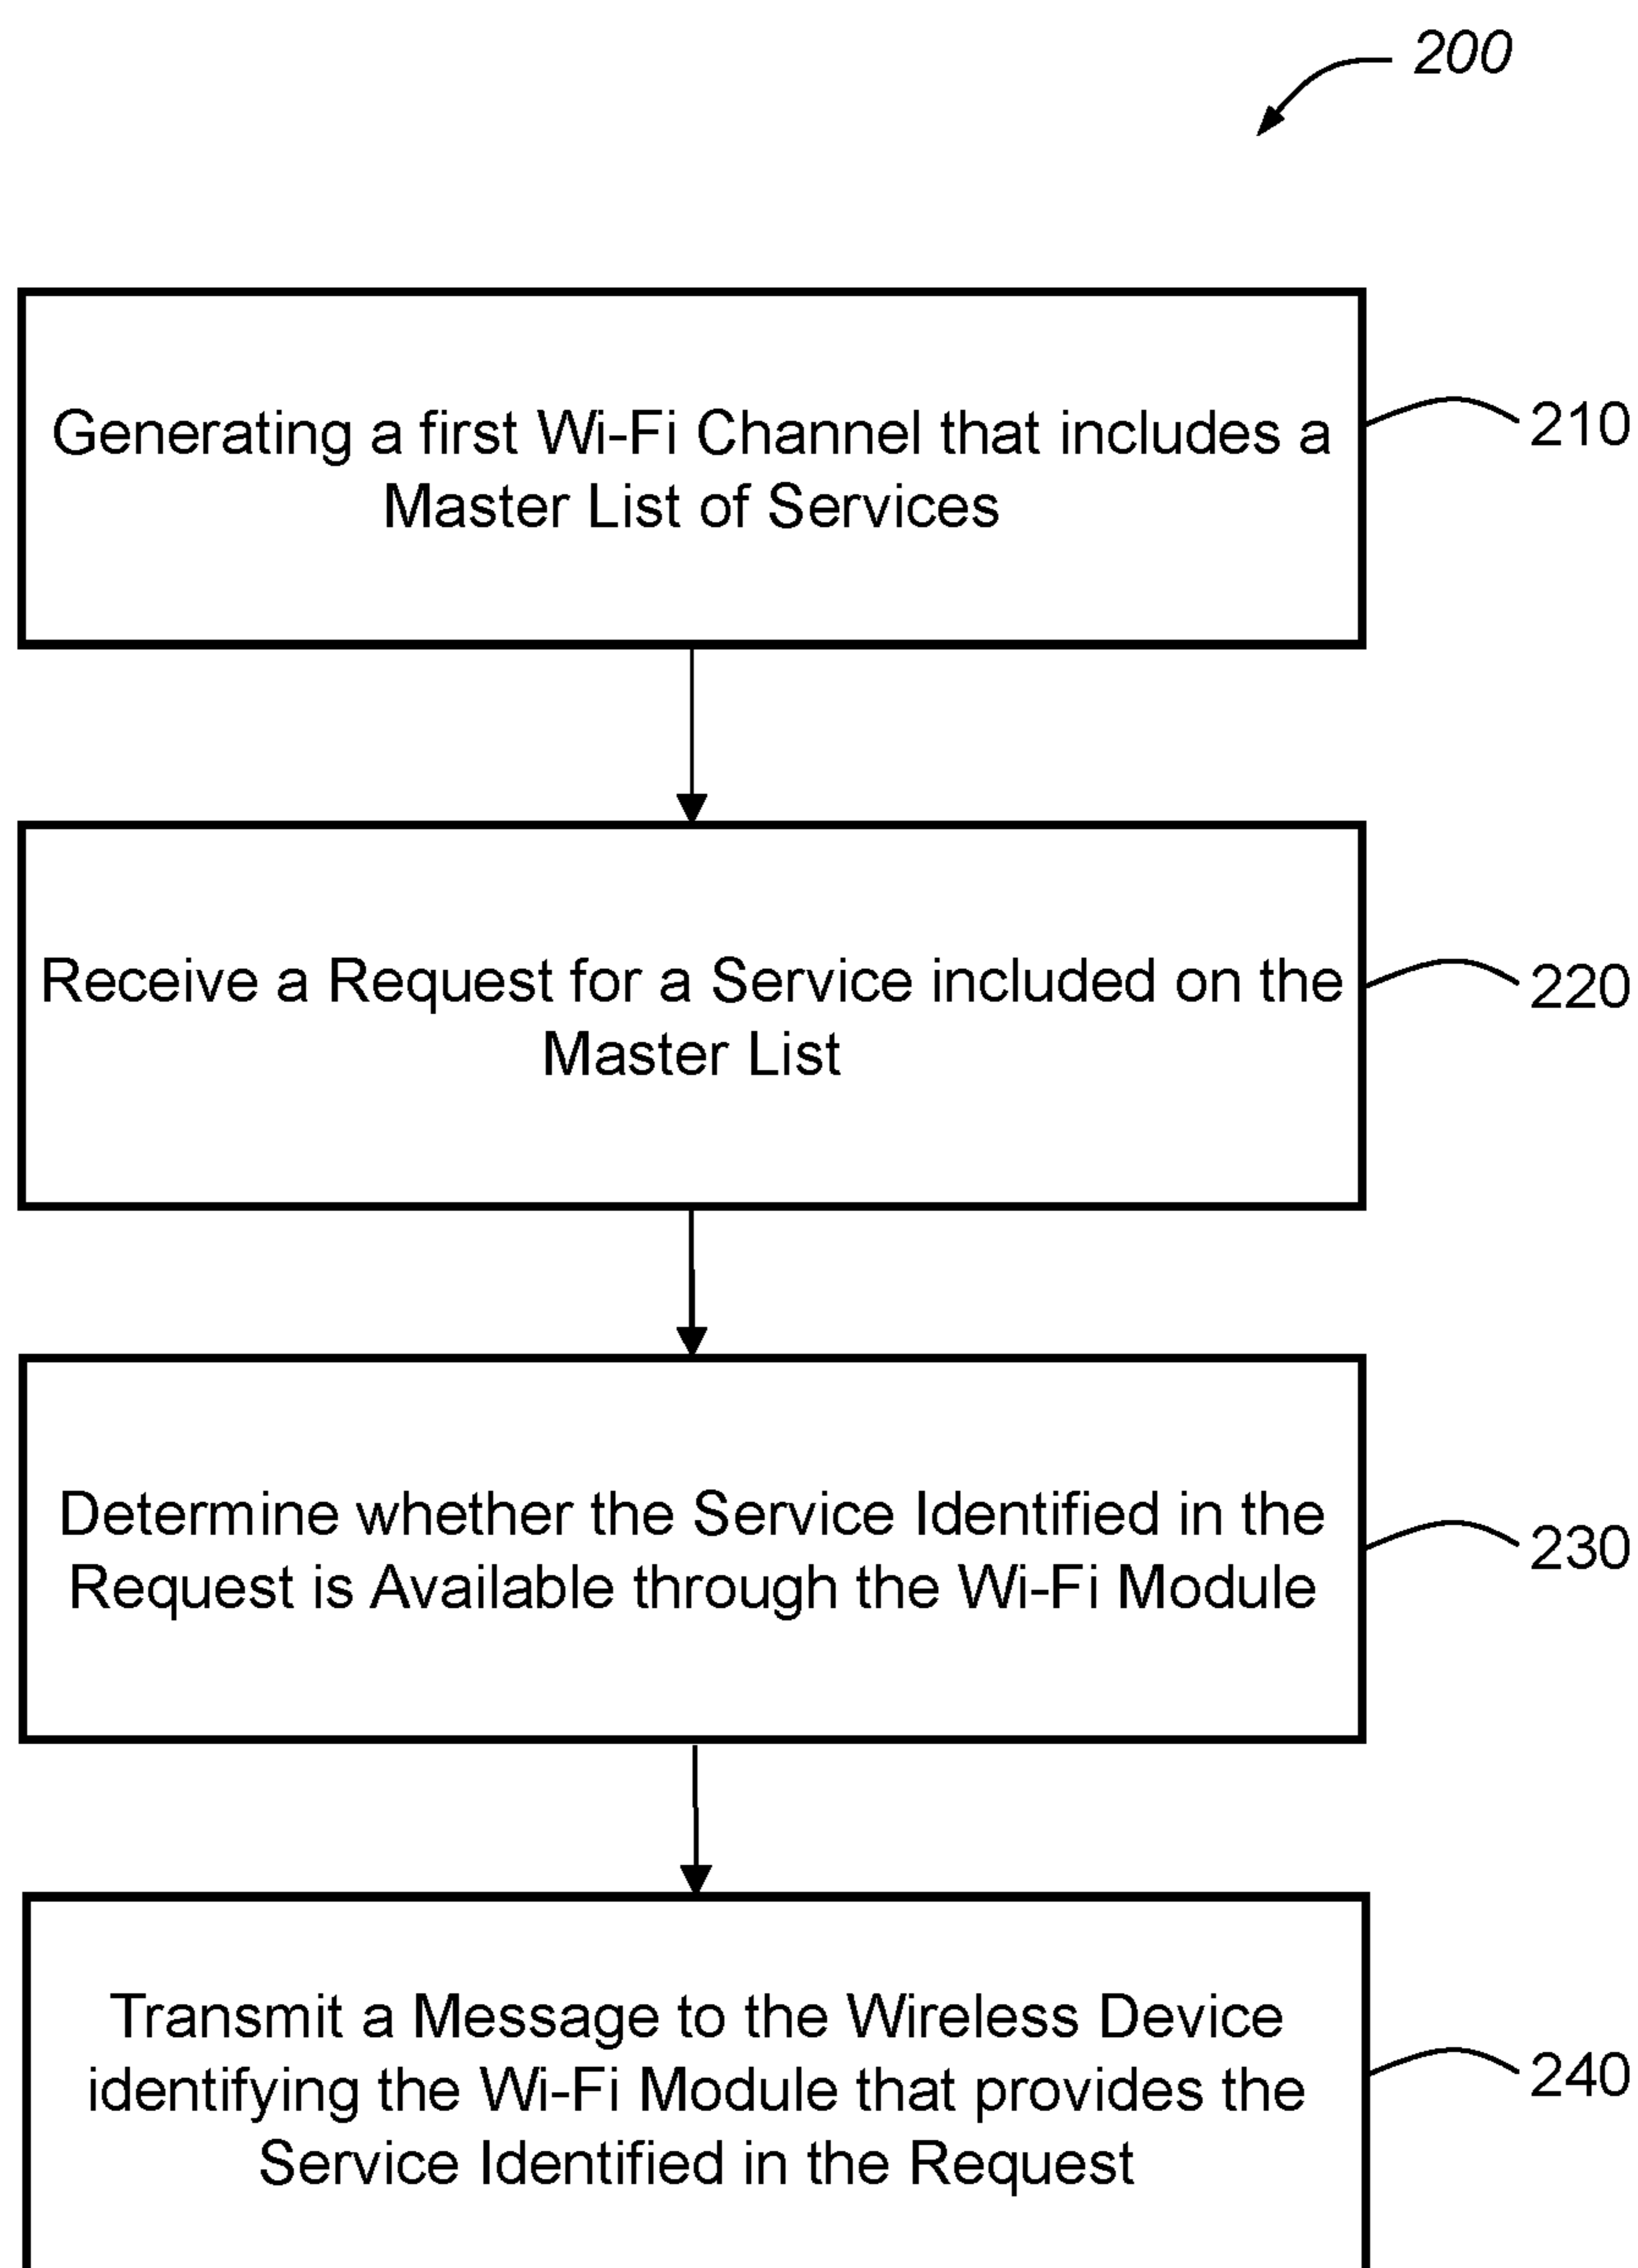 200
Generating a first Wi-Fi Channel that includes a
Master List of Services
210
Receive a Request for a Service included on the
Master List
220
Determine whether the Service Identified in the
Request is Available through the Wi-Fi Module
230
Transmit a Message to the Wireless Device
identifying the Wi-Fi Module that provides the
Service Identified in the Request
240